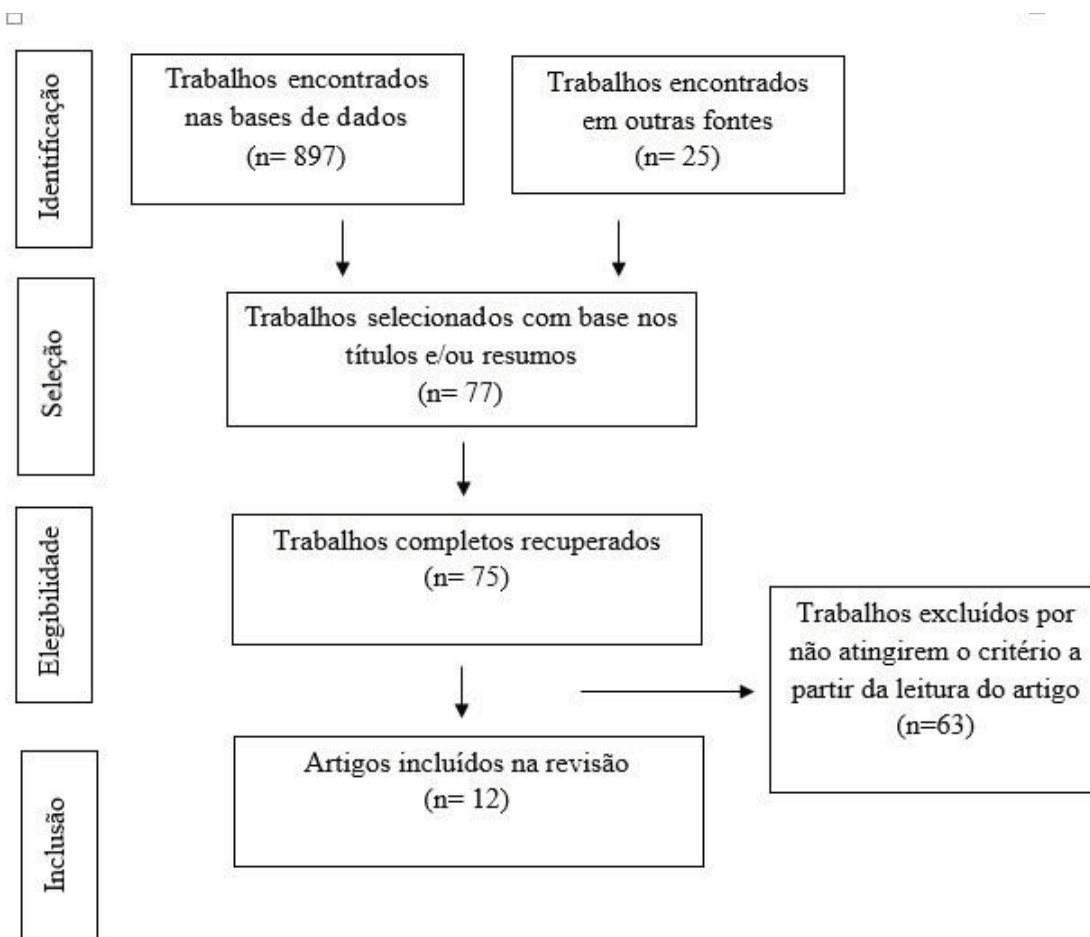 Identificação
Trabalhos encontrados
nas bases de dados
(n= 897)
Trabalhos encontrados
em outras fontes
(n= 25)
Seleção
Trabalhos selecionados com base nos
títulos e/ou resumos
(n= 77)
Elegibilidade
Trabalhos completos recuperados
(n= 75)
Trabalhos excluídos por
não atingirem o critério a
partir da leitura do artigo
(n=63)
Inclusão
Artigos incluídos na revisão
(n= 12)